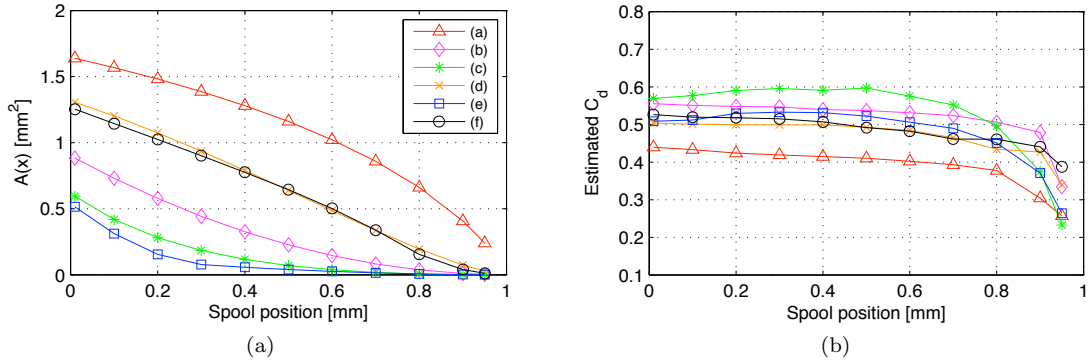 2
1.5
1
0.5
0
A(x) [mm²]
(a)
(b)
(c)
(d)
(e)
(f)
0 0.2 0.4 0.6 0.8 1
Spool position [mm]
(a)
0.8
0.7
0.6
0.5
0.4
0.3
0.2
0.1
Estimated C_d
0 0.2 0.4 0.6 0.8 1
Spool position [mm]
(b)